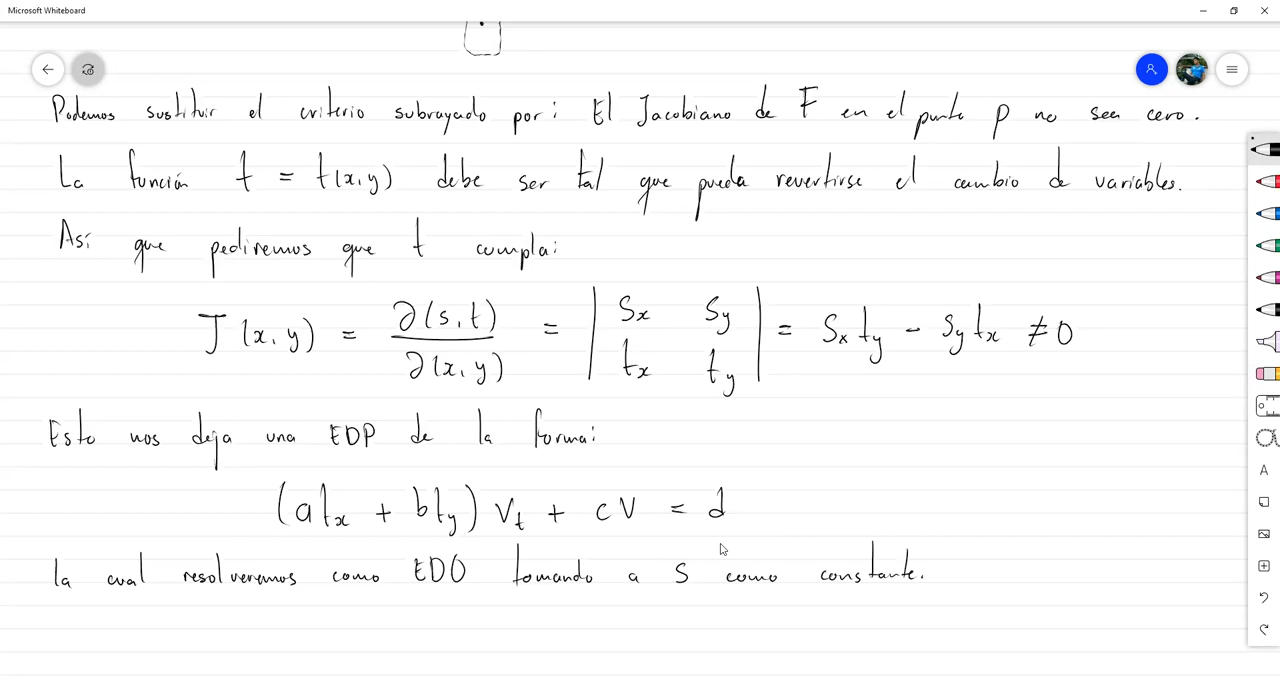 Microsoft Whiteboard
Podemos sustituir el criterio subrayado por: El Jacobiano de F en el punto p no sea cero.
La función t = t(x,y) debe ser tal que pueda revertirse el cambio de variables.
Así que pediremos que t cumpla:
J(x,y) = ∂(s,t)/∂(x,y) = | Sx Sy ; tx ty | = Sx ty - Sy tx ≠ 0
Esto nos deja una EDP de la forma:
(atx + bty) Vt + cV = d
la cual resolveremos como EDO tomando a S como constante.
A